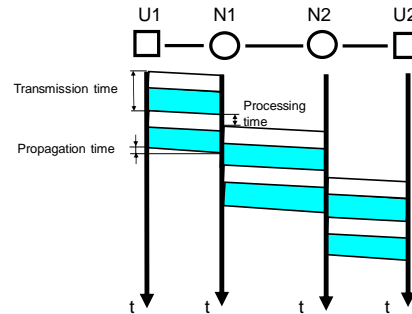 U1 N1 N2 U2
Transmission time
Processing
time
Propagation time
t t t t